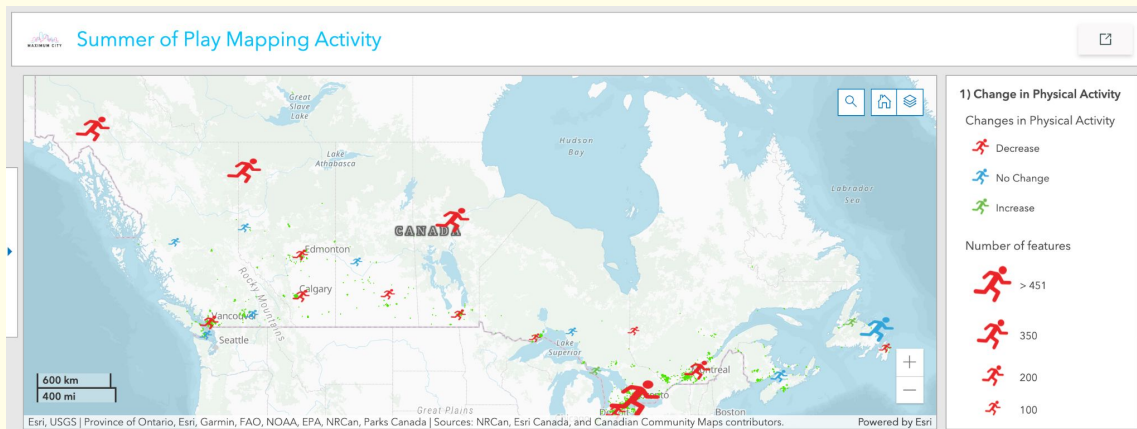 MAXIMUM CITY
Summer of Play Mapping Activity
Great
Slave
Lake
Lake
Athabasca
Hudson
Bay
Labrador
Sea
CANADA
Edmonton
Calgary
Rocky Mountains
Vancouver
Seattle
Lake
Superior
Montreal
Toronto
Detroit
Boston
Great Plains
600 km
400 mi
+
−
Esri, USGS | Province of Ontario, Esri, Garmin, FAO, NOAA, EPA, NRCan, Parks Canada | Sources: NRCan, Esri Canada, and Canadian Community Maps contributors.
Powered by Esri
1) Change in Physical Activity
Changes in Physical Activity
Decrease
No Change
Increase
Number of features
> 451
350
200
100